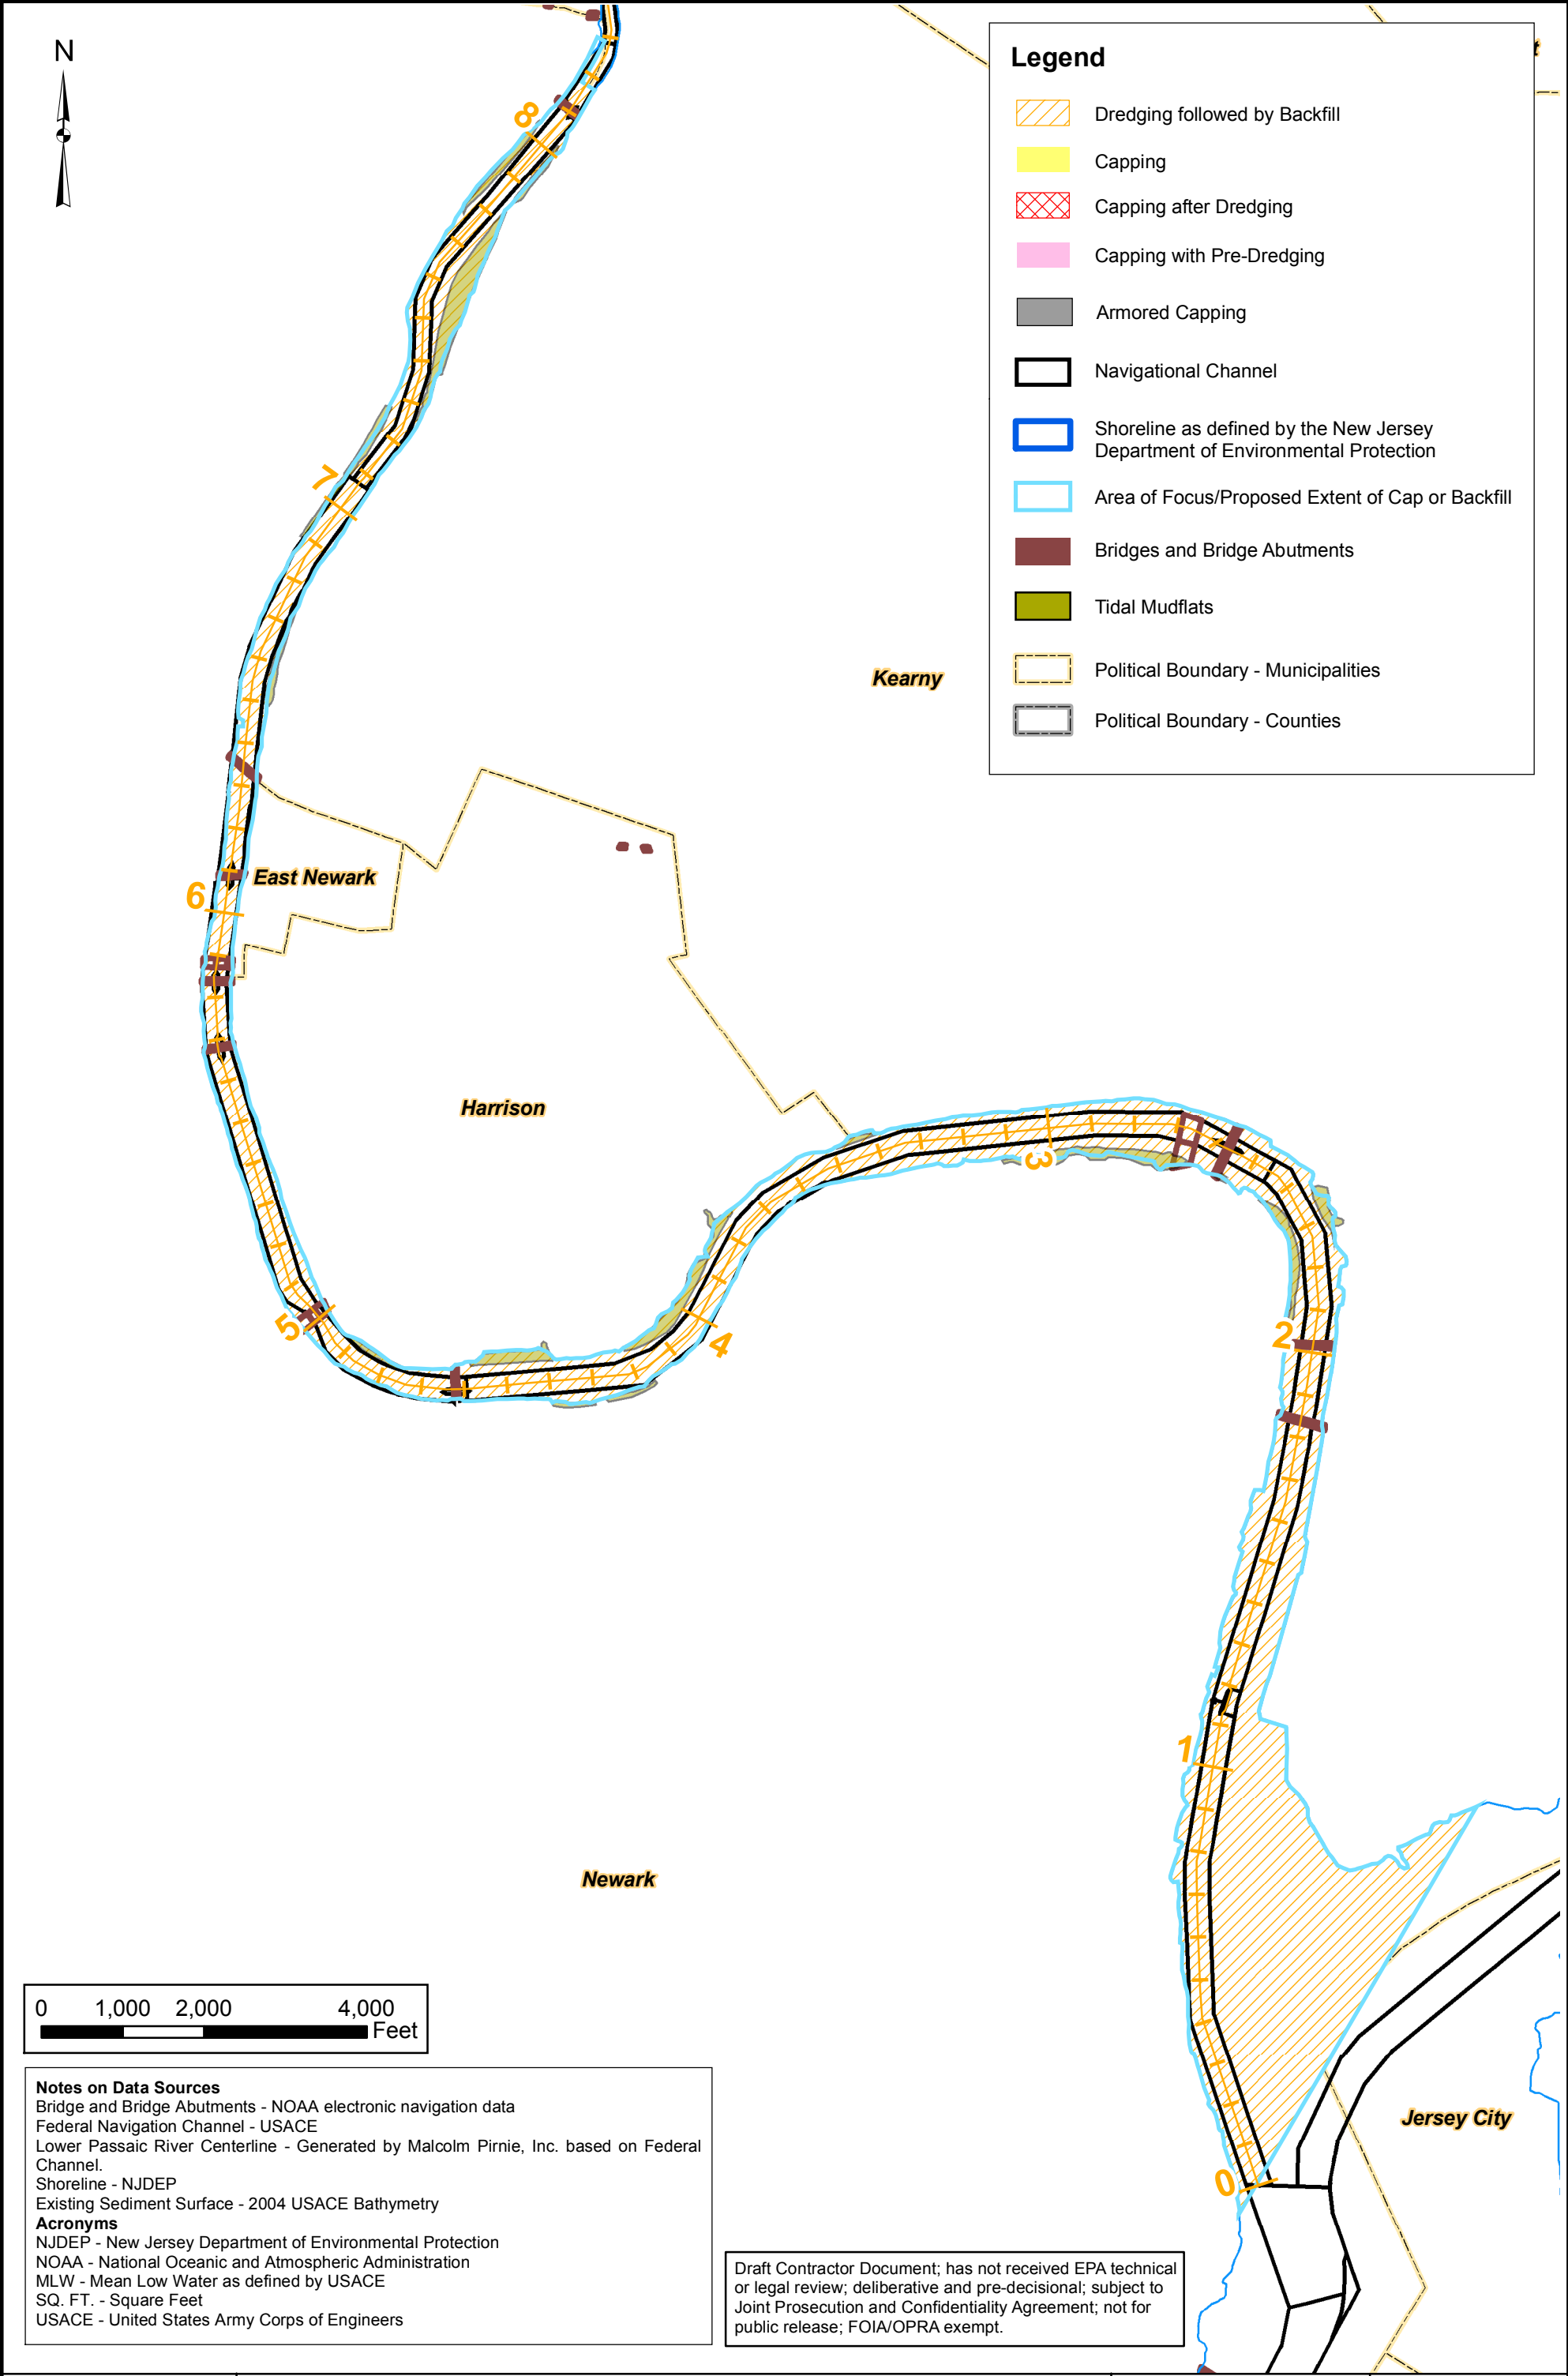 N
Legend
Dredging followed by Backfill
Capping
Capping after Dredging
Capping with Pre-Dredging
Armored Capping
Navigational Channel
Shoreline as defined by the New Jersey
Department of Environmental Protection
Area of Focus/Proposed Extent of Cap or Backfill
Bridges and Bridge Abutments
Tidal Mudflats
Political Boundary - Municipalities
Political Boundary - Counties
t
8
7
Kearny
6
East Newark
Harrison
3
5
4
2
1
Newark
0
Jersey City
0 1,000 2,000 4,000
Feet
Notes on Data Sources
Bridge and Bridge Abutments - NOAA electronic navigation data
Federal Navigation Channel - USACE
Lower Passaic River Centerline - Generated by Malcolm Pirnie, Inc. based on Federal
Channel.
Shoreline - NJDEP
Existing Sediment Surface - 2004 USACE Bathymetry
Acronyms
NJDEP - New Jersey Department of Environmental Protection
NOAA - National Oceanic and Atmospheric Administration
MLW - Mean Low Water as defined by USACE
SQ. FT. - Square Feet
USACE - United States Army Corps of Engineers
Draft Contractor Document; has not received EPA technical
or legal review; deliberative and pre-decisional; subject to
Joint Prosecution and Confidentiality Agreement; not for
public release; FOIA/OPRA exempt.